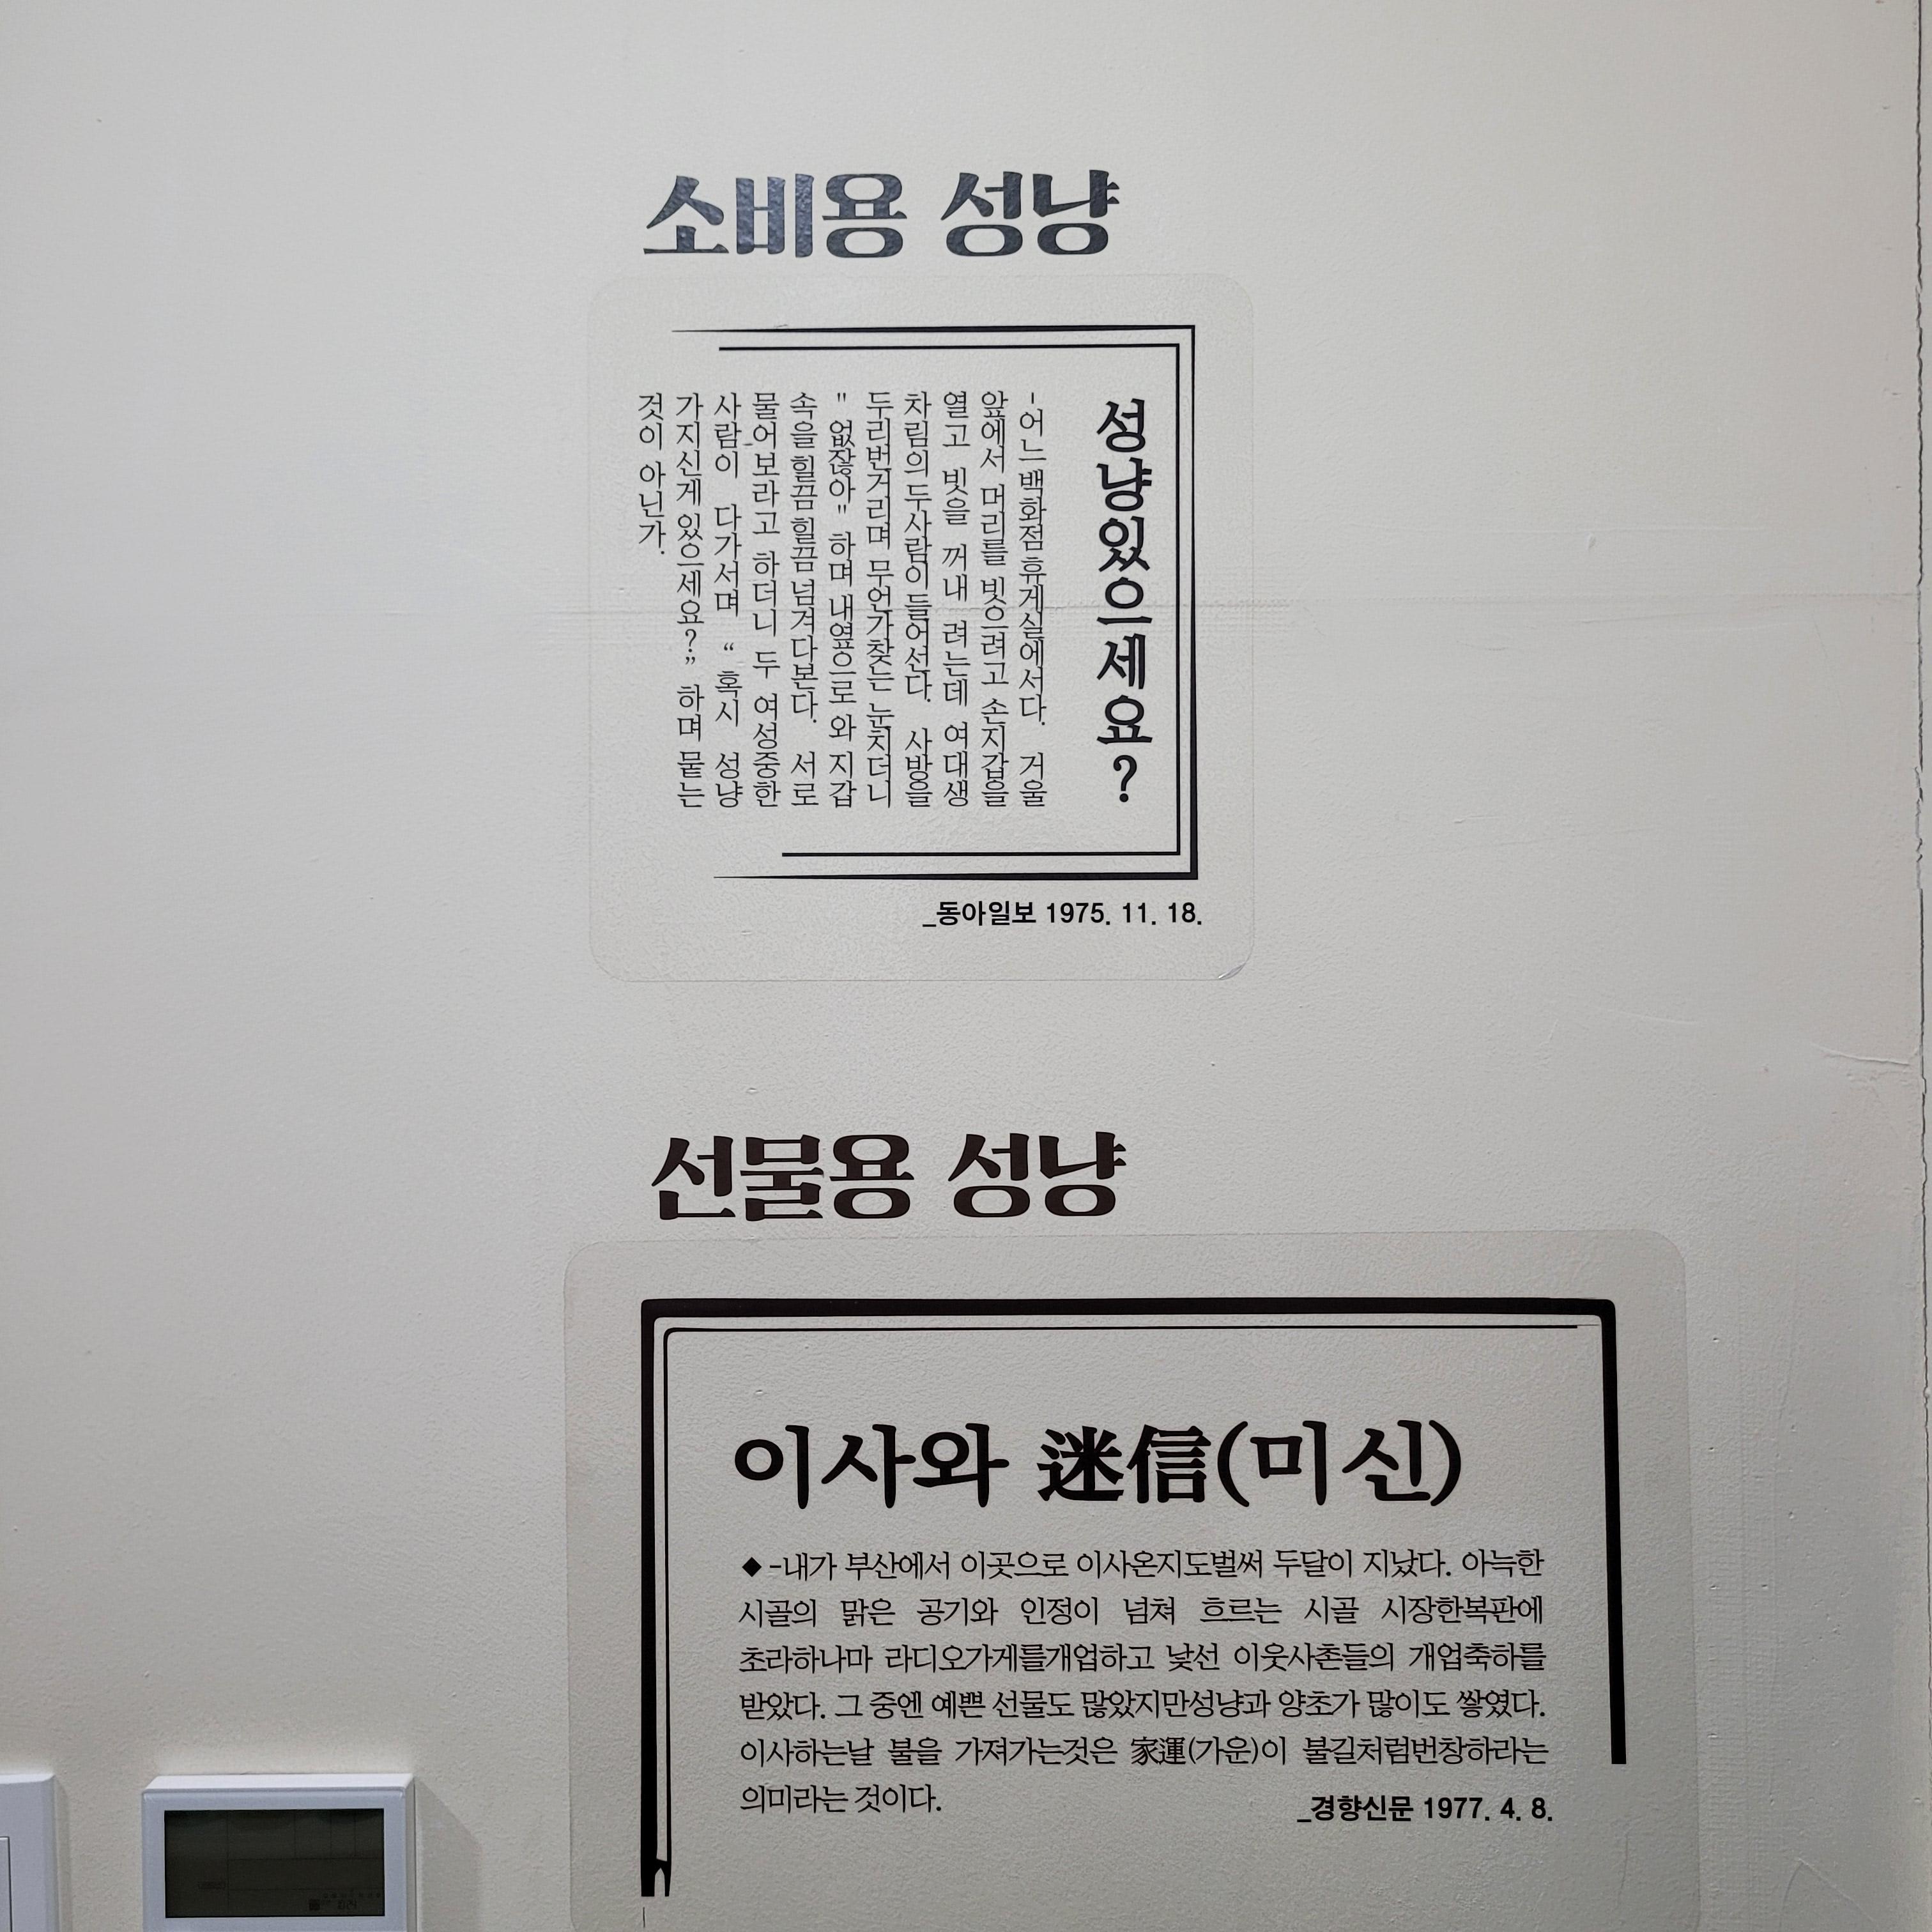 소비용 성냥
성냥있으세요?
-어느백화점 휴게실에서다. 거울
앞에서 머리를 빗으려고 손지갑을
열고 빗을 꺼내 려는데 여대생
차림의 두사람이들어선다. 사방을
두리번거리며 무언가찾는 눈치더니
" 없잖아" 하며 내옆으로 와 지갑
속을 힐끔 힐끔 넘겨다본다. 서로
물어보라고 하더니 두 여성중한
사람이 다가서며 “혹시 성냥
가지신게 있으세요?” 하며 뭍는
것이 아닌가.
_동아일보 1975. 11. 18.
선물용 성냥
이사와 迷信(미신)
◆ -내가 부산에서 이곳으로 이사온지도벌써 두달이 지났다. 아늑한
시골의 맑은 공기와 인정이 넘쳐 흐르는 시골 시장한복판에
초라하나마 라디오가게를개업하고 낯선 이웃사촌들의 개업축하를
받았다. 그 중엔 예쁜 선물도 많았지만성냥과 양초가 많이도 쌓였다.
이사하는날 불을 가져가는것은 家運(가운)이 불길처럼번창하라는
의미라는 것이다.
_경향신문 1977. 4. 8.